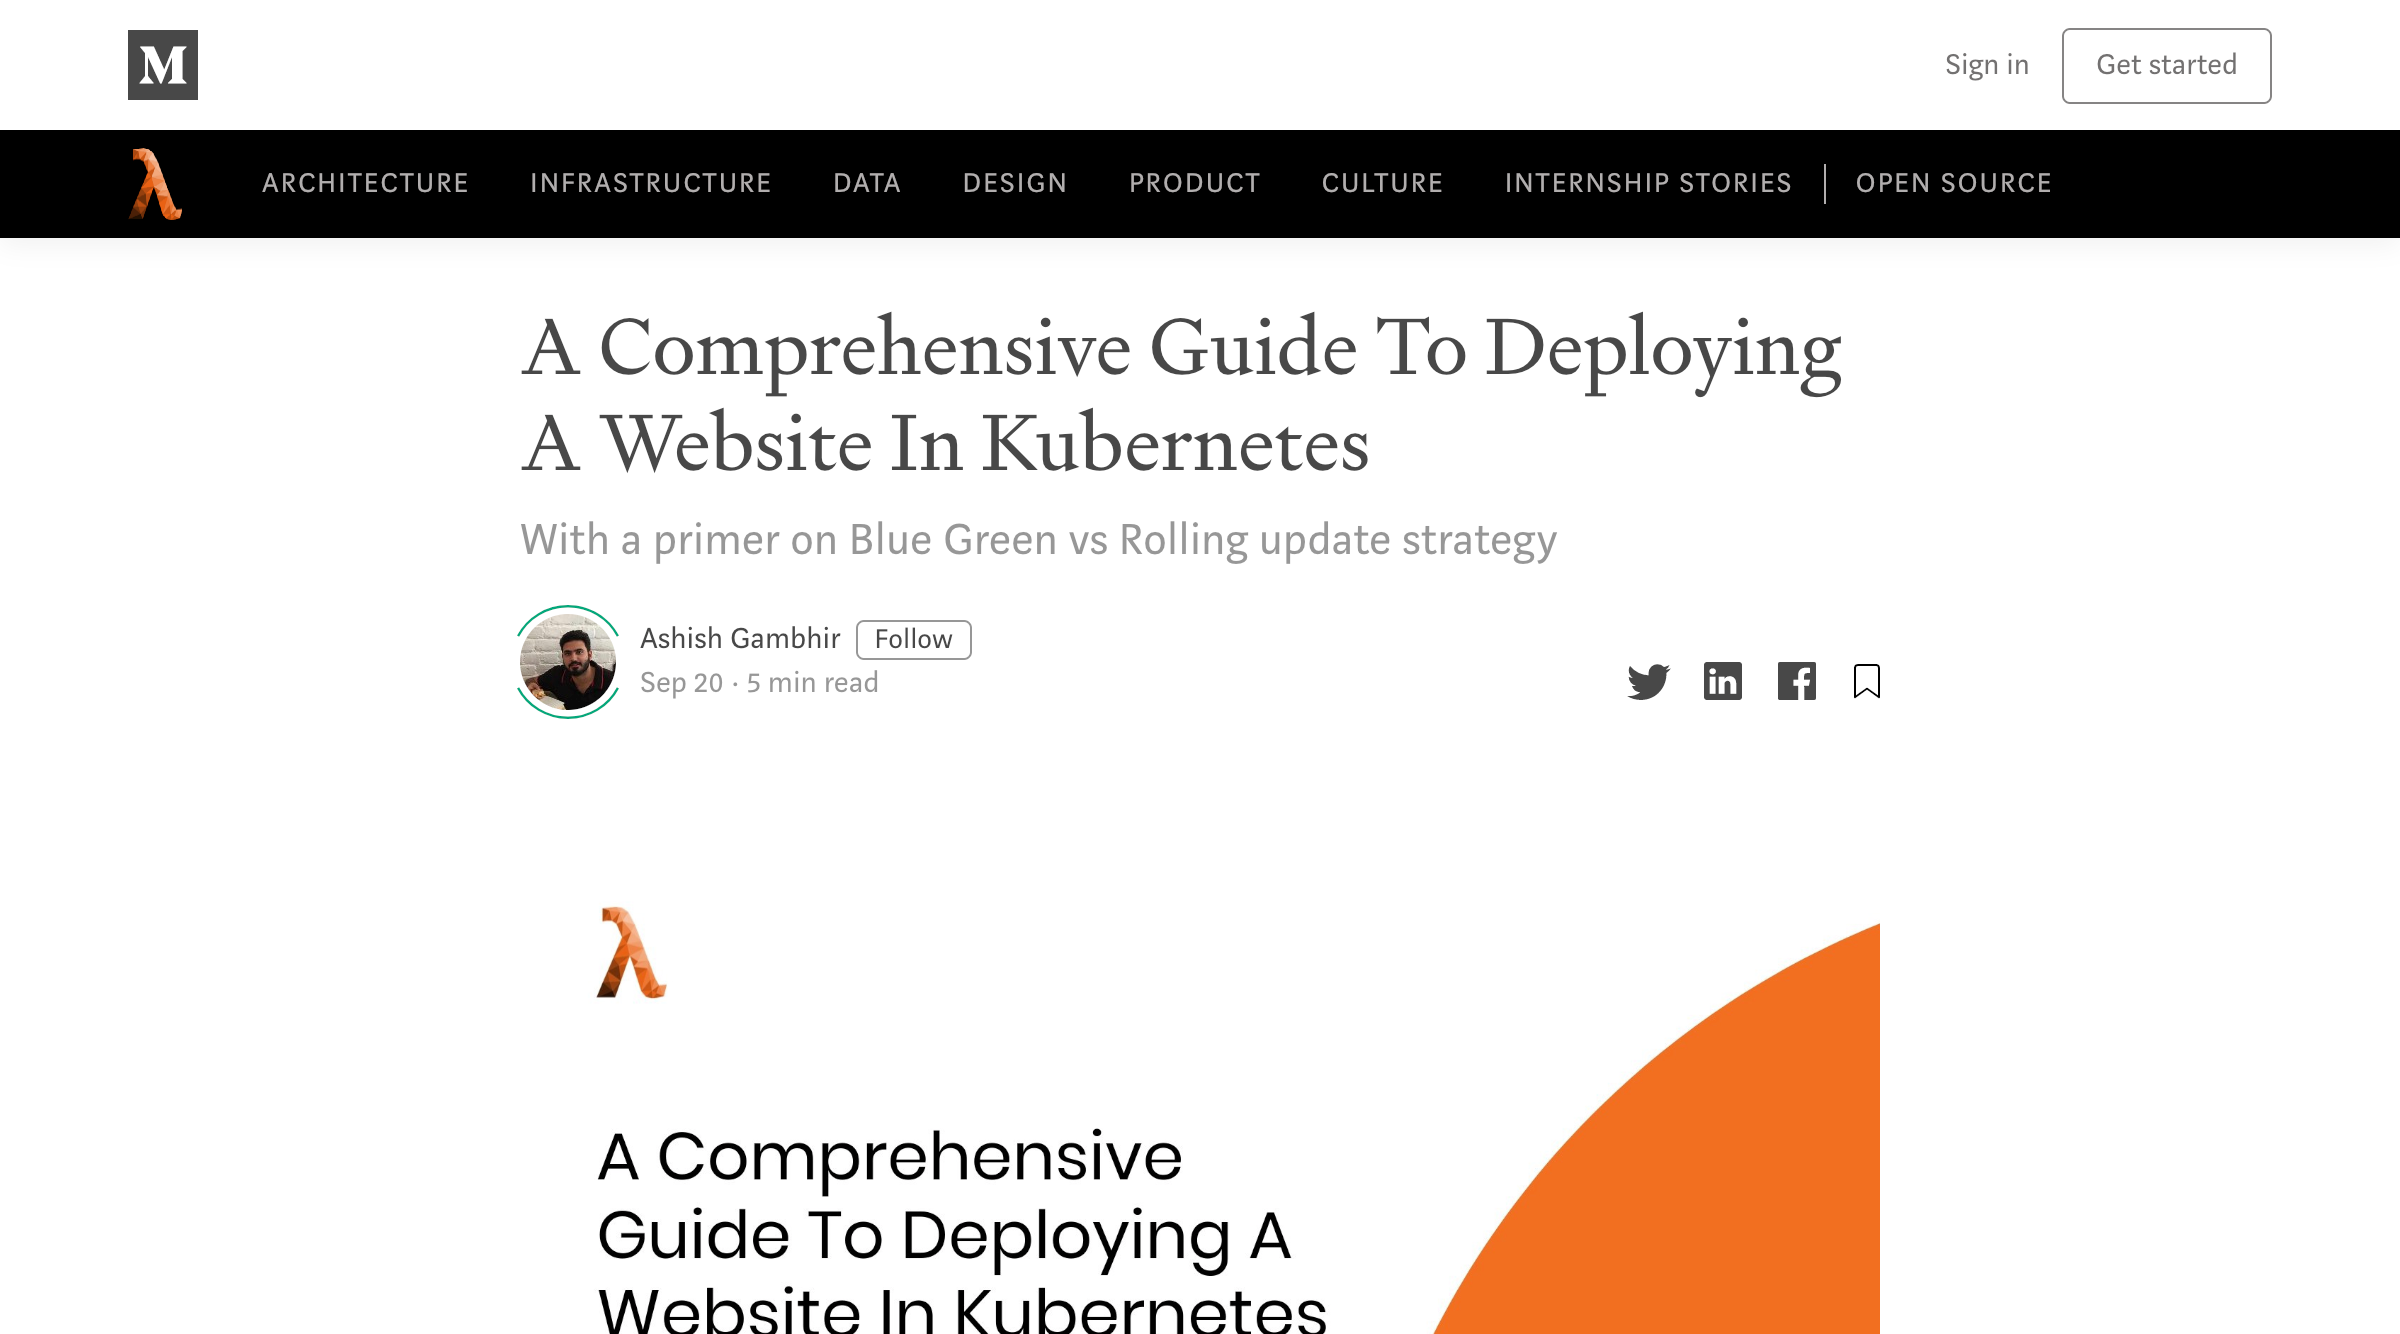 M
Sign in
Get started
λ
ARCHITECTURE
INFRASTRUCTURE
DATA
DESIGN
PRODUCT
CULTURE
INTERNSHIP STORIES
OPEN SOURCE
A Comprehensive Guide To Deploying
A Website In Kubernetes
With a primer on Blue Green vs Rolling update strategy
Ashish Gambhir
Follow
Sep 20 · 5 min read
in
f
λ
A Comprehensive
Guide To Deploying A
Website In Kubernetes